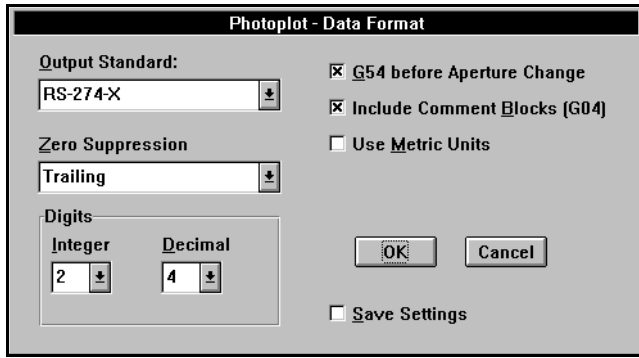 Photoplot - Data Format
Output Standard:
RS-274-X
Zero Suppression
Trailing
Digits
Integer Decimal
2 4
G54 before Aperture Change
Include Comment Blocks (G04)
Use Metric Units
OK Cancel
Save Settings